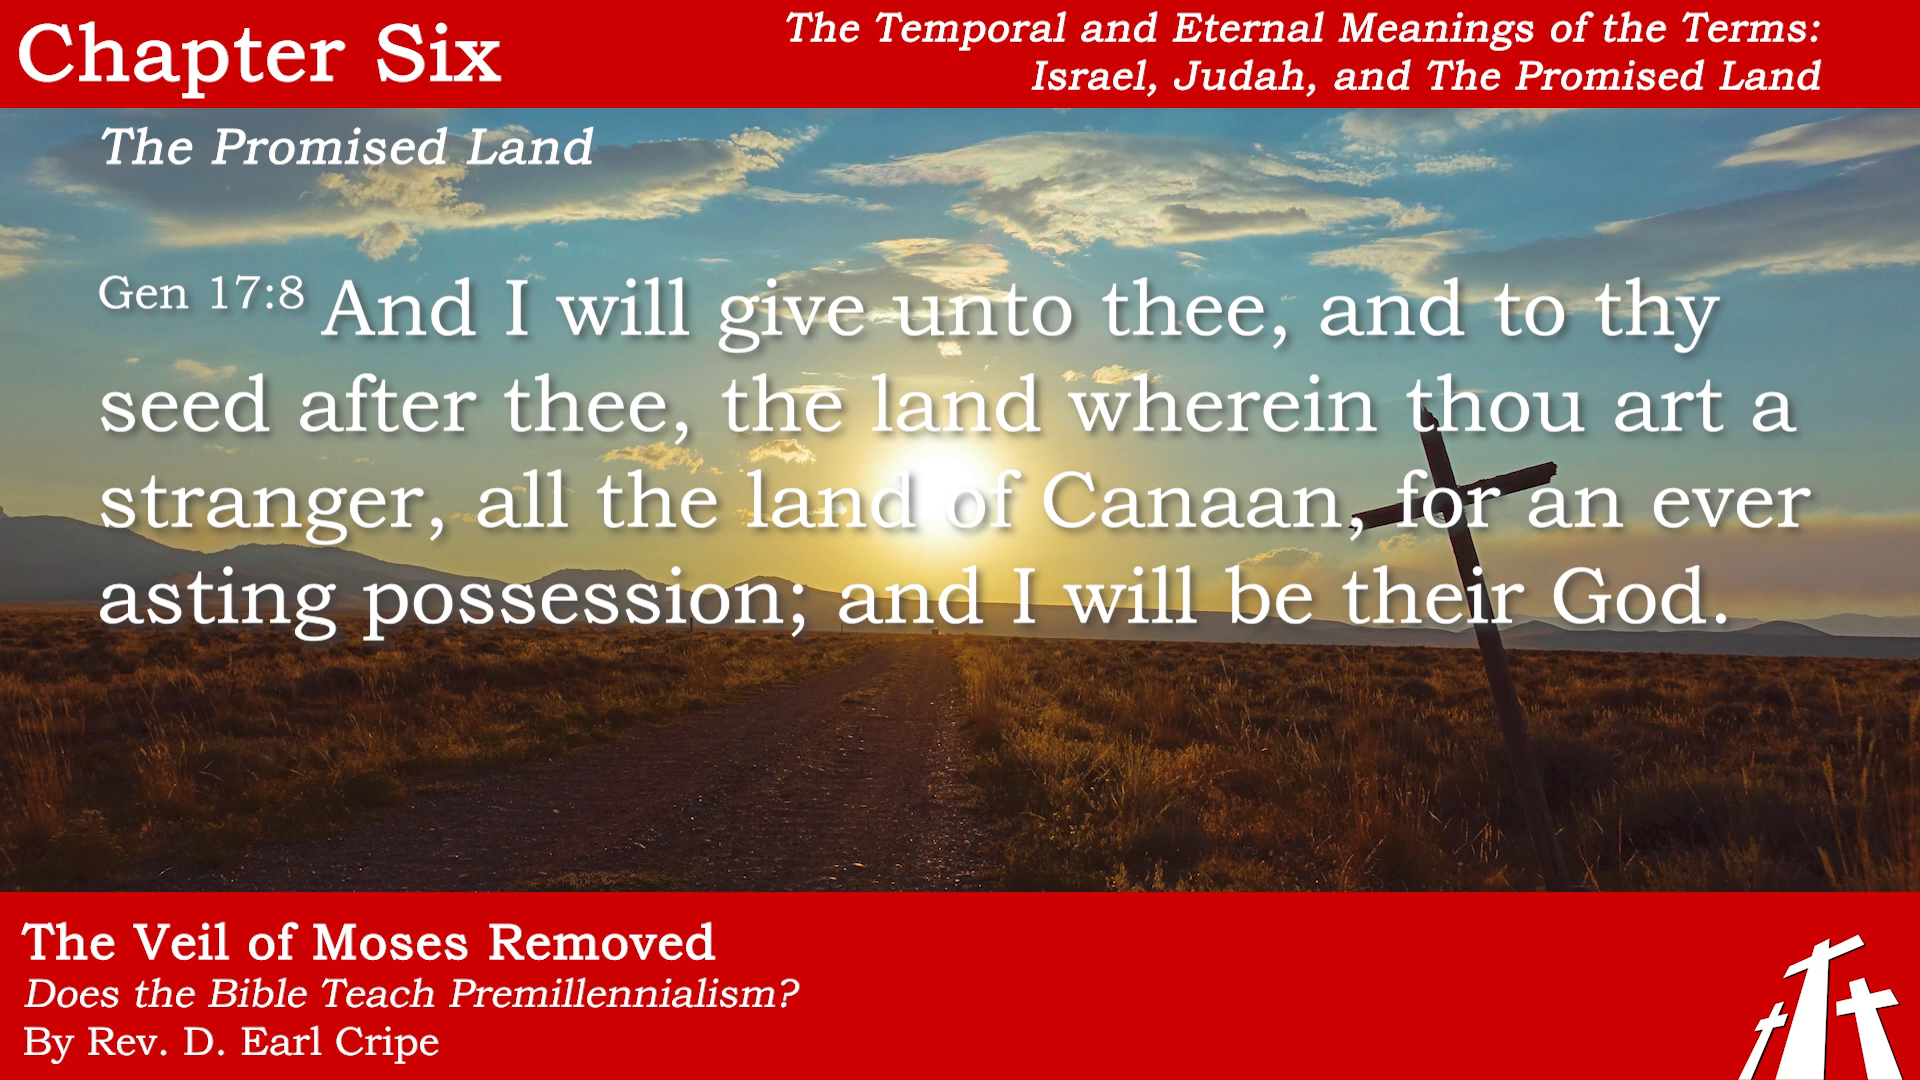 Chapter Six
The Temporal and Eternal Meanings of the Terms:
Israel, Judah, and The Promised Land
The Promised Land
Gen 17:8 And I will give unto thee, and to thy
seed after thee, the land wherein thou art a
stranger, all the land of Canaan, for an ever
asting possession; and I will be their God.
The Veil of Moses Removed
Does the Bible Teach Premillennialism?
By Rev. D. Earl Cripe